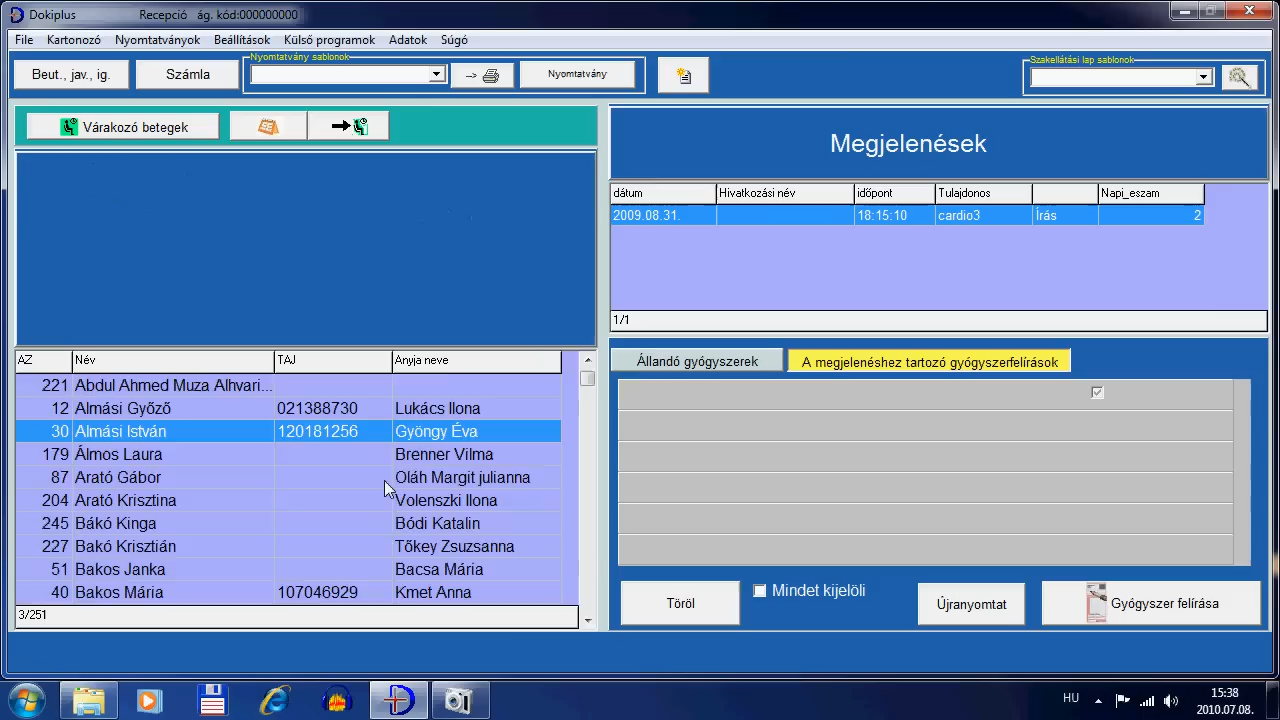 Dokiplus Recepció ág. kód:000000000
File Kartonozó Nyomtatványok Beállítások Külső programok Adatok Súgó
Beut., jav., ig. Számla Nyomtatvány sablonok Nyomtatvány Szakellátási lap sablonok
Várakozó betegek
Megjelenések
dátum Hivatkozási név időpont Tulajdonos Napi_eszam
2009.08.31. 18:15:10 cardio3 Írás 2
1/1
AZ Név TAJ Anyja neve
221 Abdul Ahmed Muza Alhvari...
12 Almási Győző 021388730 Lukács Ilona
30 Almási István 120181256 Gyöngy Éva
179 Álmos Laura Brenner Vilma
87 Arató Gábor Oláh Margit julianna
204 Arató Krisztina Volenszki Ilona
245 Bákó Kinga Bódi Katalin
227 Bakó Krisztián Tőkey Zsuzsanna
51 Bakos Janka Bacsa Mária
40 Bakos Mária 107046929 Kmet Anna
3/251
Állandó gyógyszerek A megjelenéshez tartozó gyógyszerfelírások
Töröl Mindet kijelöli Újranyomtat Gyógyszer felírása
HU 15:38
2010.07.08.